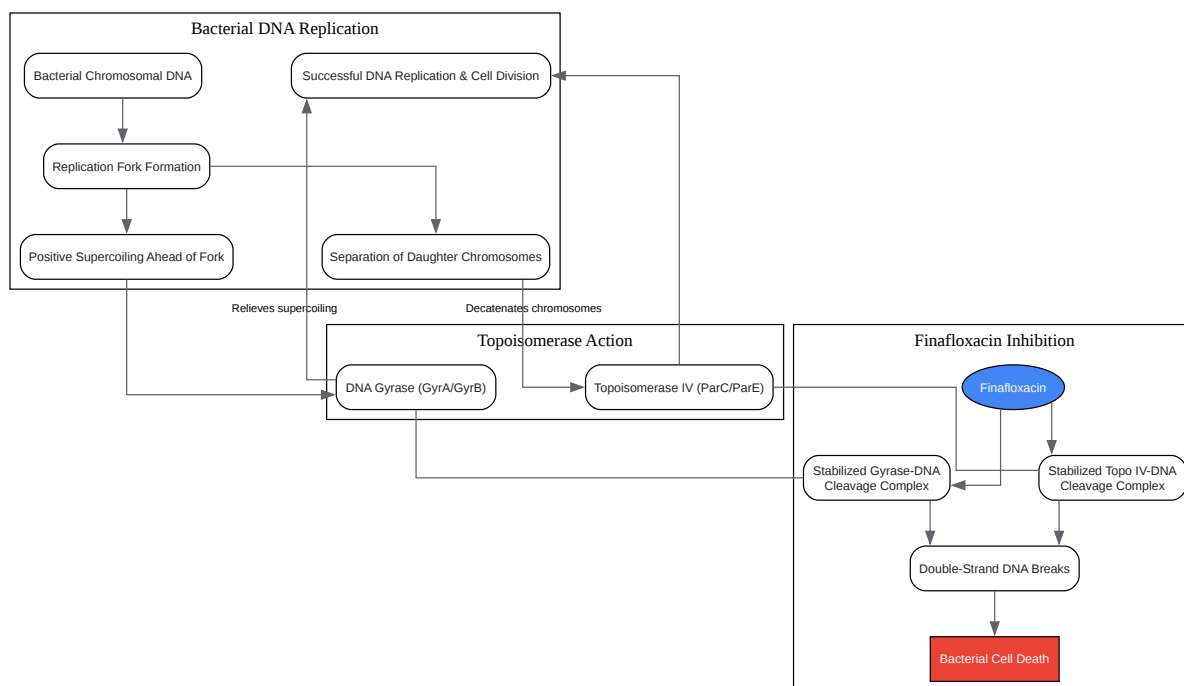 Bacterial DNA Replication
Bacterial Chromosomal DNA
Successful DNA Replication & Cell Division
Replication Fork Formation
Positive Supercoiling Ahead of Fork
Separation of Daughter Chromosomes
Relieves supercoiling
Decatenates chromosomes
Topoisomerase Action
DNA Gyrase (GyrA/GyrB)
Topoisomerase IV (ParC/ParE)
Finafloxacin Inhibition
Finafloxacin
Stabilized Gyrase-DNA
Cleavage Complex
Stabilized Topo IV-DNA
Cleavage Complex
Double-Strand DNA Breaks
Bacterial Cell Death